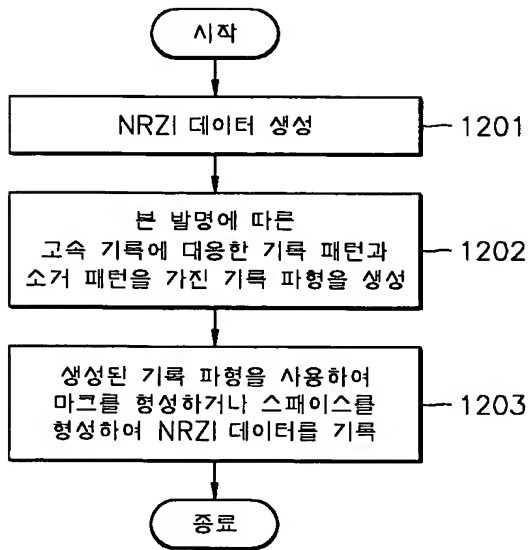 시작
NRZI 데이터 생성
1201
본 발명에 따른
고속 기록에 대응한 기록 패턴과
소거 패턴을 가진 기록 파형을 생성
1202
생성된 기록 파형을 사용하여
마크를 형성하거나 스패이스를
형성하여 NRZI 데이터를 기록
1203
종료